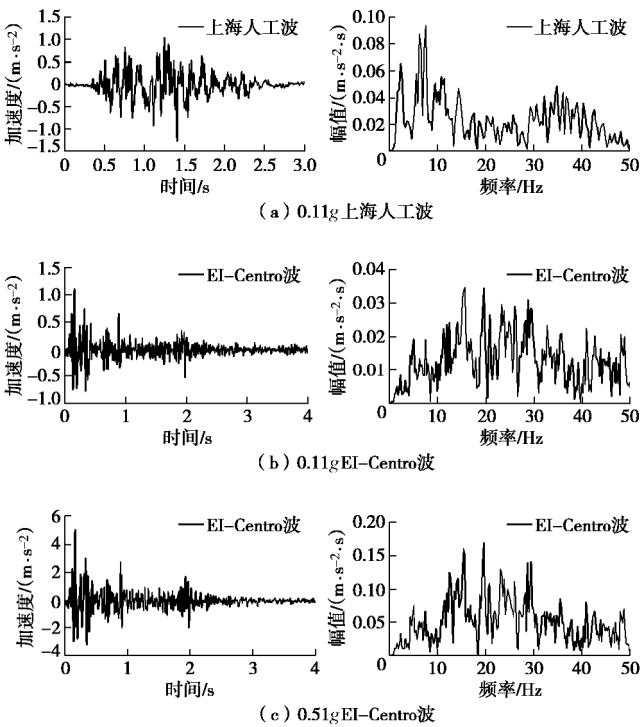 加速度/(m·s⁻²)
1.5
1.0
0.5
0
−0.5
−1.0
−1.5
上海人工波
0 0.5 1.0 1.5 2.0 2.5 3.0
时间/s
幅值/(m·s⁻²·s)
0.10
0.08
0.06
0.04
0.02
上海人工波
0 10 20 30 40 50
频率/Hz
(a)0.11g上海人工波
加速度/(m·s⁻²)
1.5
1.0
0.5
0
−0.5
−1.0
EI−Centro波
0 1 2 3 4
时间/s
幅值/(m·s⁻²·s)
0.04
0.03
0.02
0.01
EI−Centro波
0 10 20 30 40 50
频率/Hz
(b)0.11gEI−Centro波
加速度/(m·s⁻²)
6
4
2
0
−2
−4
EI−Centro波
0 1 2 3 4
时间/s
幅值/(m·s⁻²·s)
0.20
0.15
0.10
0.05
EI−Centro波
0 10 20 30 40 50
频率/Hz
(c)0.51gEI−Centro波